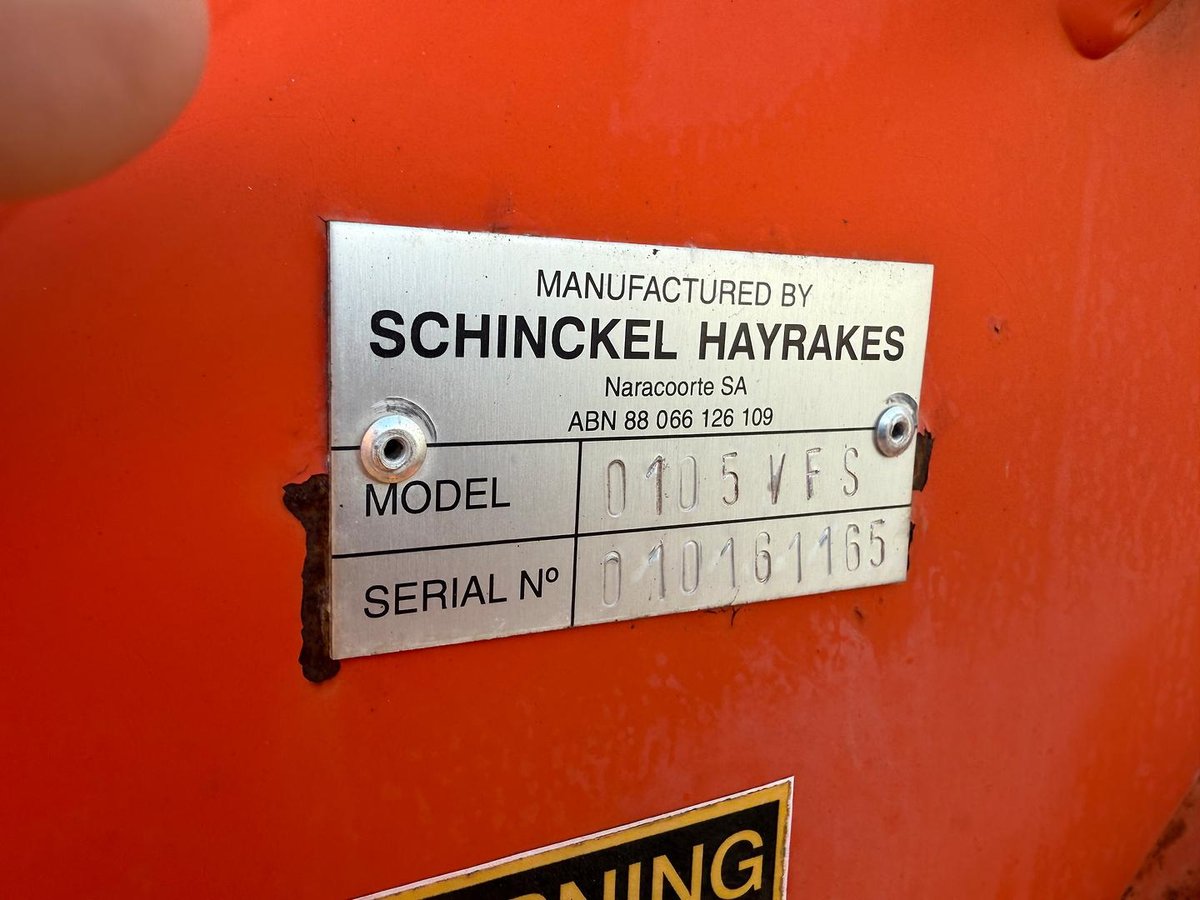 MANUFACTURED BY
SCHINCKEL HAYRAKES
Naracoorte SA
ABN 88 066 126 109
MODEL 0105VFS
SERIAL Nº 010161165